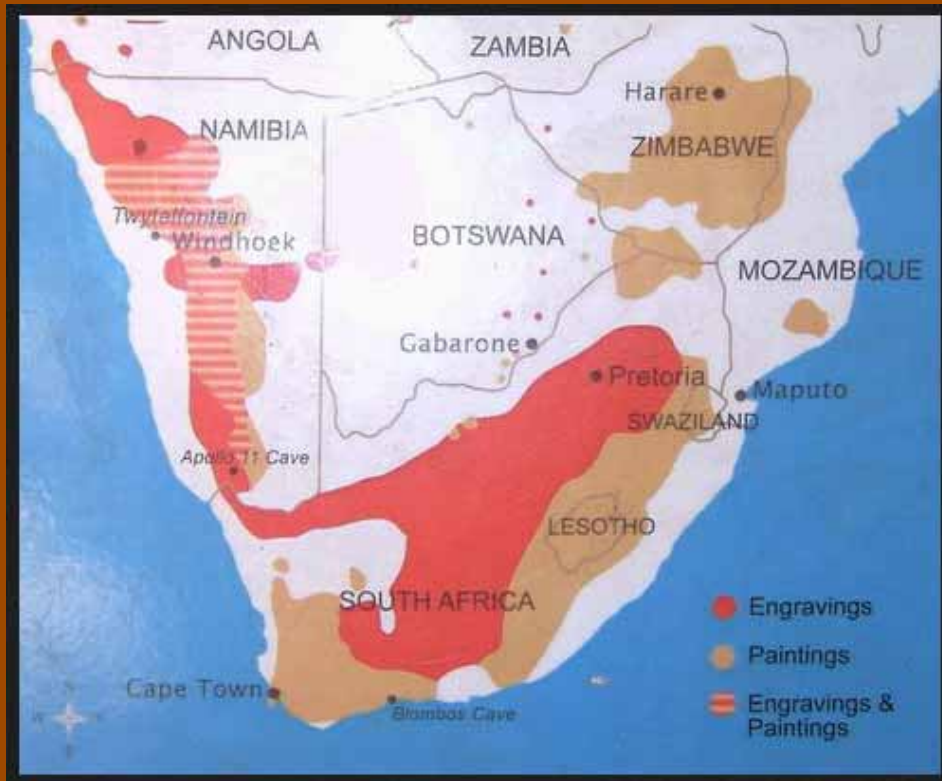 ANGOLA
ZAMBIA
Harare
NAMIBIA
ZIMBABWE
Twyfelfontein
Windhoek
BOTSWANA
MOZAMBIQUE
Gabarone
Pretoria
Maputo
SWAZILAND
Apollo 11 Cave
LESOTHO
SOUTH AFRICA
Engravings
Paintings
Cape Town
Blombos Cave
Engravings &
Paintings